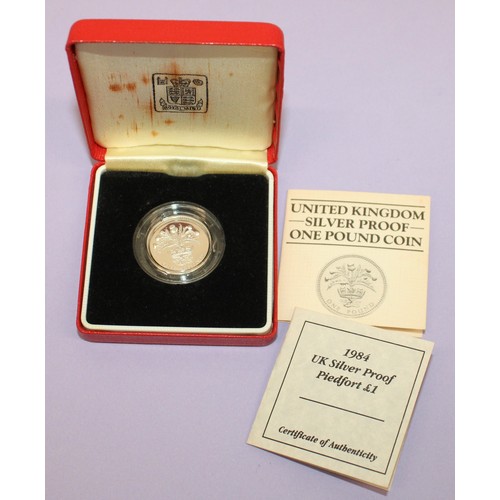 UNITED KINGDOM
SILVER PROOF
ONE POUND COIN
ONE POUND
1984
UK Silver Proof
Piedfort £1
Certificate of Authenticity